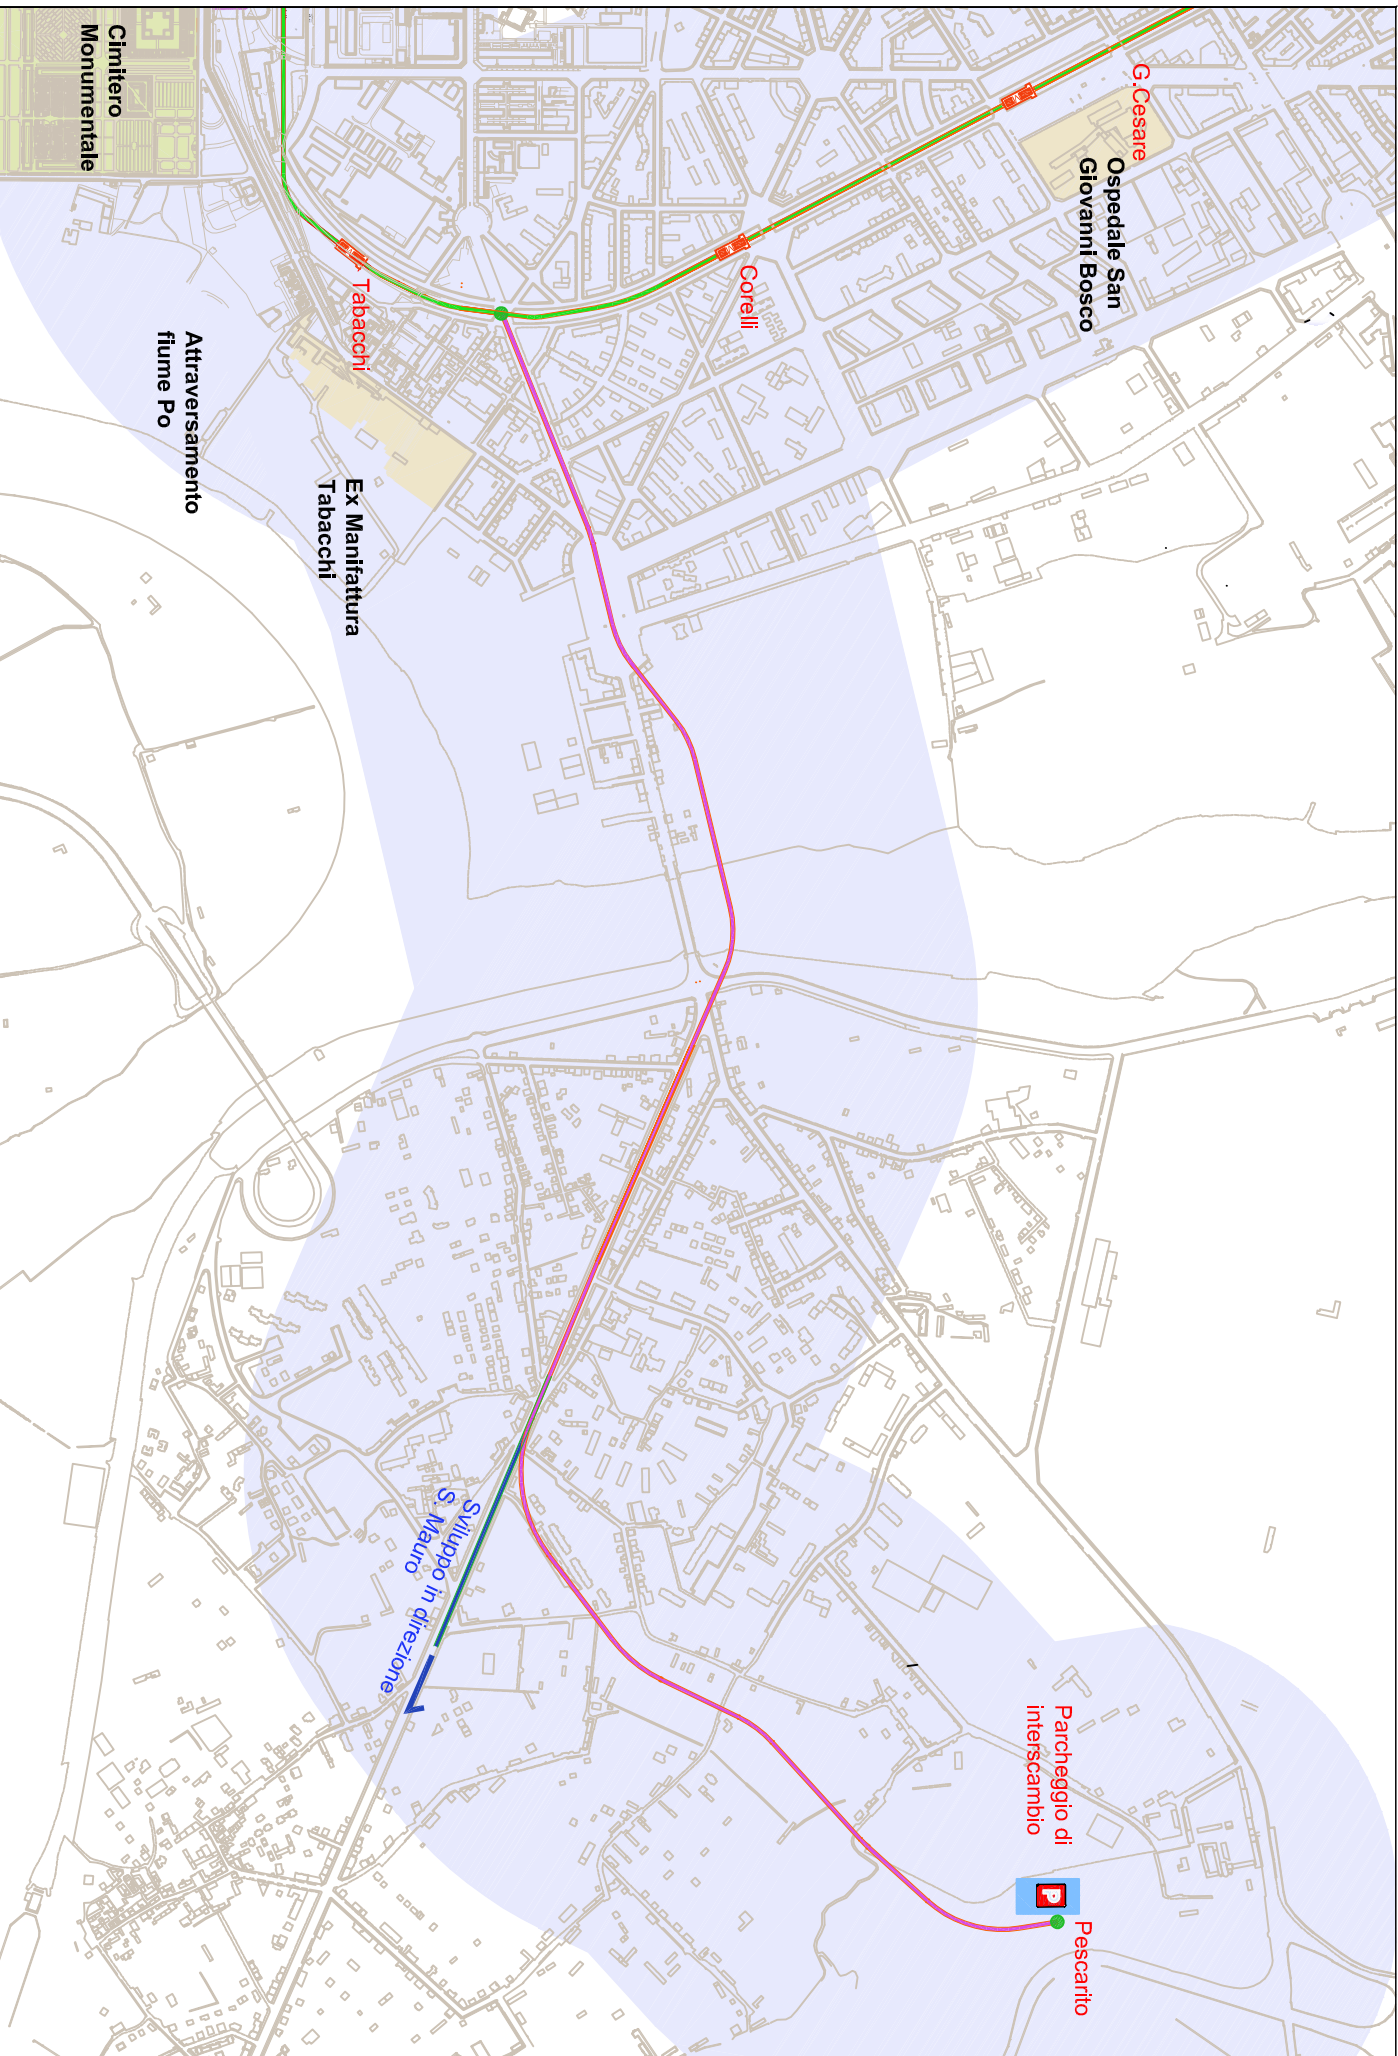 G.Cesare
Ospedale San
Giovanni Bosco
Corelli
Cimitero
Monumentale
Tabacchi
Attraversamento
fiume Po
Ex Manifattura
Tabacchi
Sviluppo in direzione
S. Mauro
Parcheggio di
interscambio
P
Pescarito